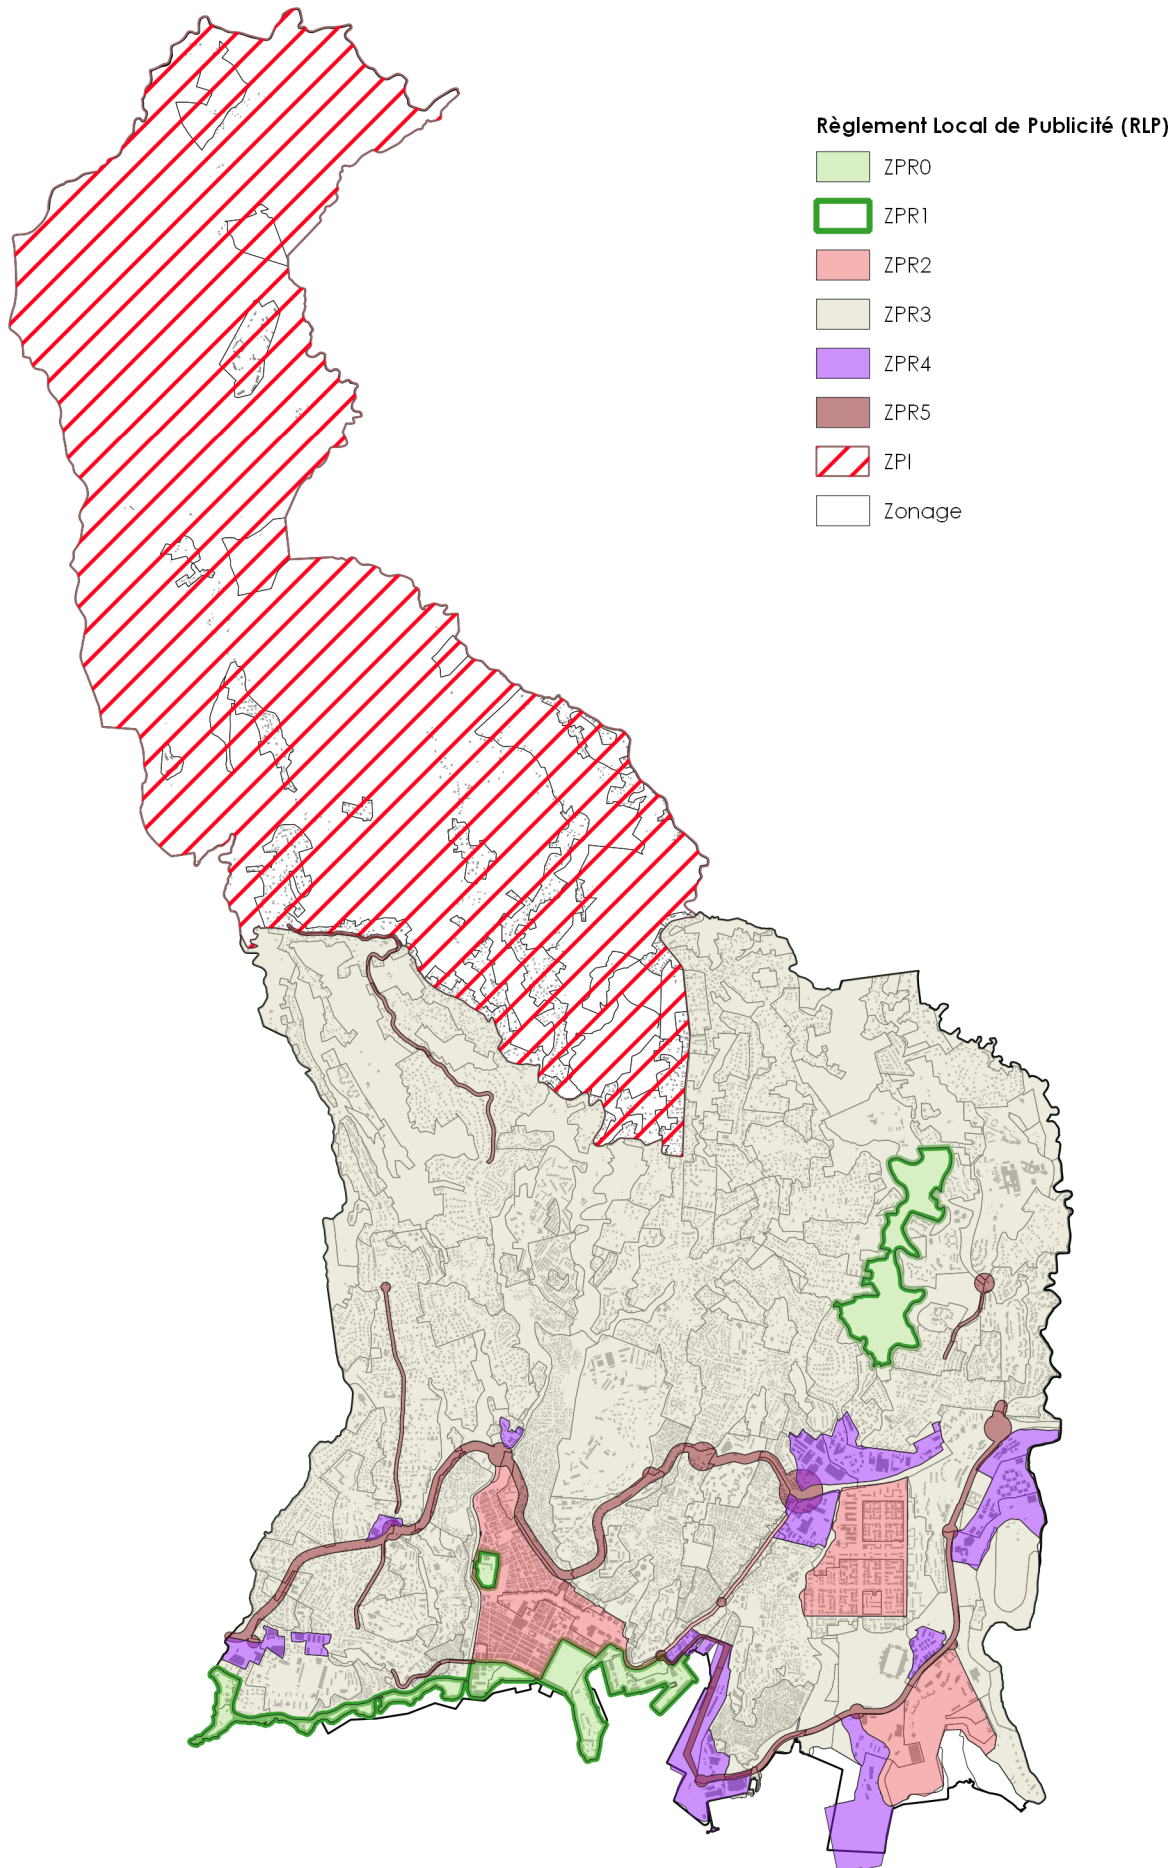 Règlement Local de Publicité (RLP)
ZPR0
ZPR1
ZPR2
ZPR3
ZPR4
ZPR5
ZPI
Zonage